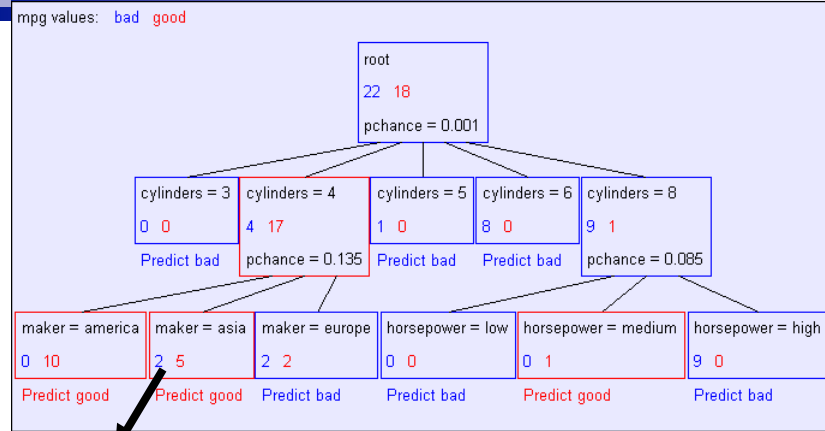 mpg values: bad good
root
22 18
pchance = 0.001
cylinders = 3
0 0
Predict bad
cylinders = 4
4 17
pchance = 0.135
cylinders = 5
1 0
Predict bad
cylinders = 6
8 0
Predict bad
cylinders = 8
9 1
pchance = 0.085
maker = america
0 10
Predict good
maker = asia
2 5
Predict good
maker = europe
2 2
Predict bad
horsepower = low
0 0
Predict bad
horsepower = medium
0 1
Predict good
horsepower = high
9 0
Predict bad